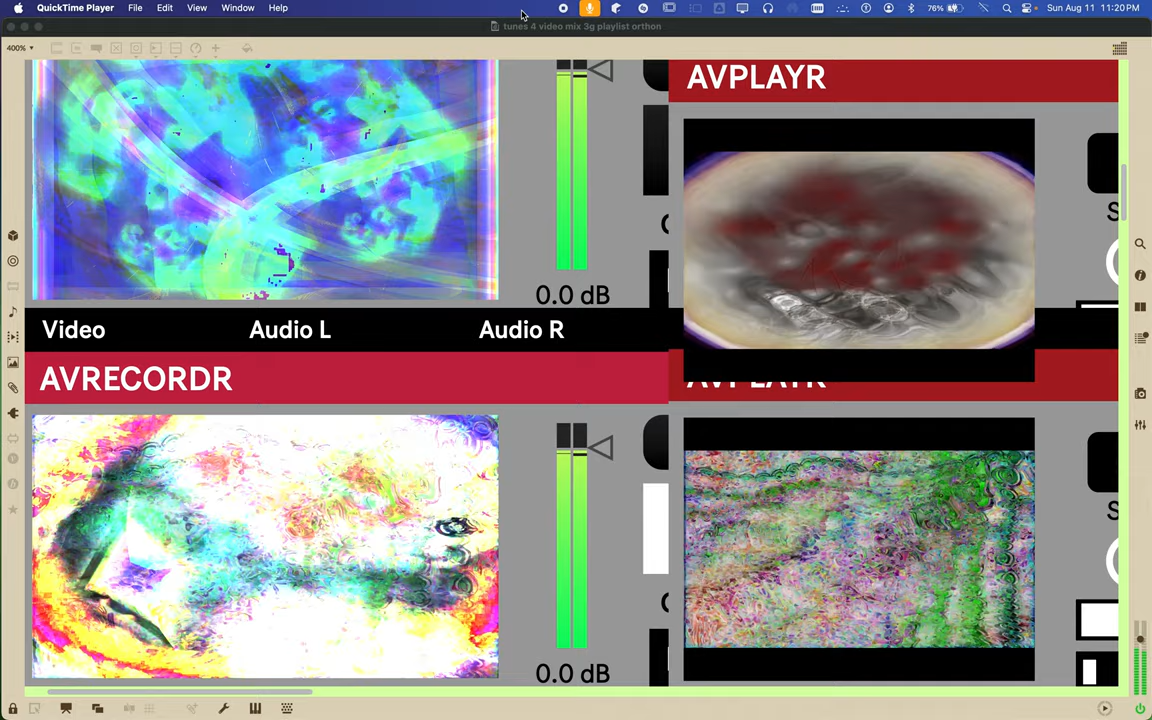 QuickTime Player File Edit View Window Help 76% Sun Aug 11 11:20 PM
tunes 4 video mix 3g playlist orthon
400%
AVPLAYR
0.0 dB
Video Audio L Audio R
AVRECORDR
AVPLAYR
0.0 dB